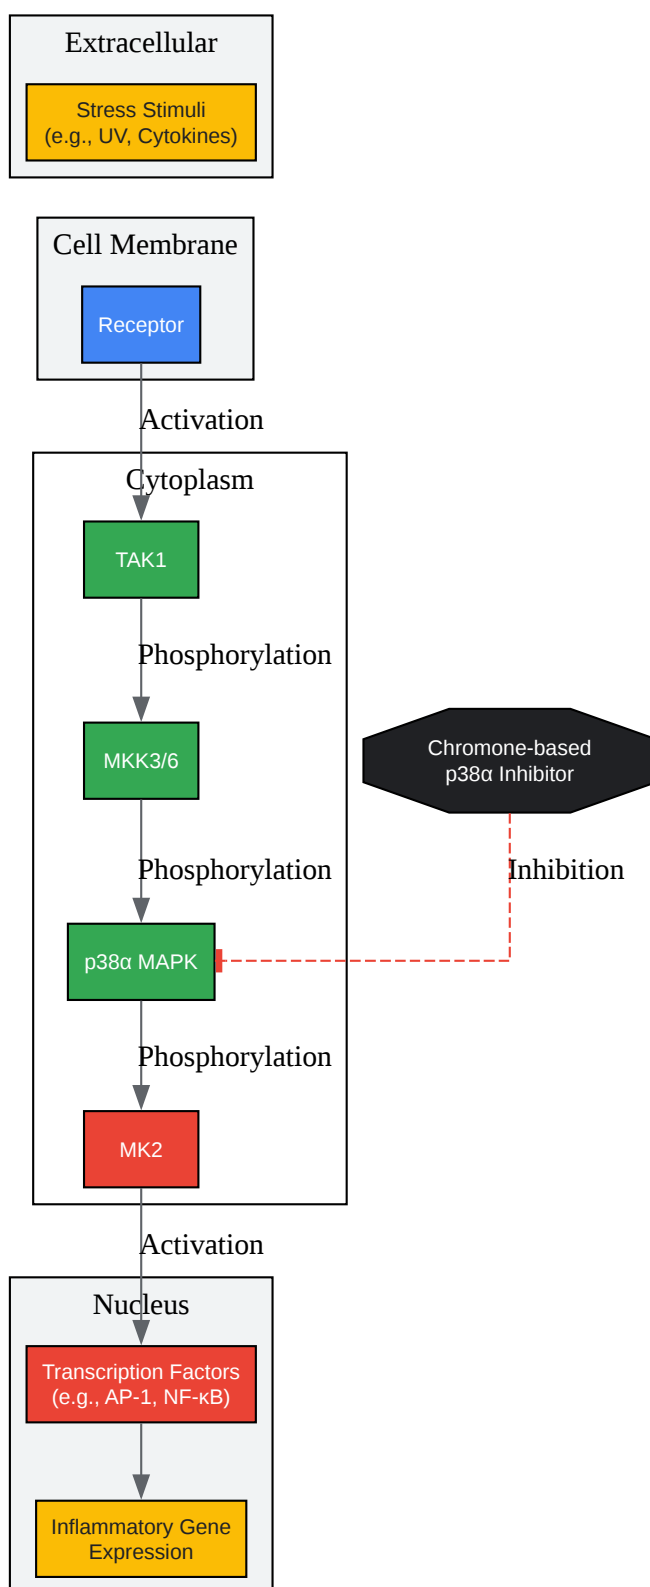 Extracellular
Stress Stimuli
(e.g., UV, Cytokines)
Cell Membrane
Receptor
Activation
Cytoplasm
TAK1
Phosphorylation
MKK3/6
Chromone-based
p38α Inhibitor
Phosphorylation
Inhibition
p38α MAPK
Phosphorylation
MK2
Activation
Nucleus
Transcription Factors
(e.g., AP-1, NF-κB)
Inflammatory Gene
Expression